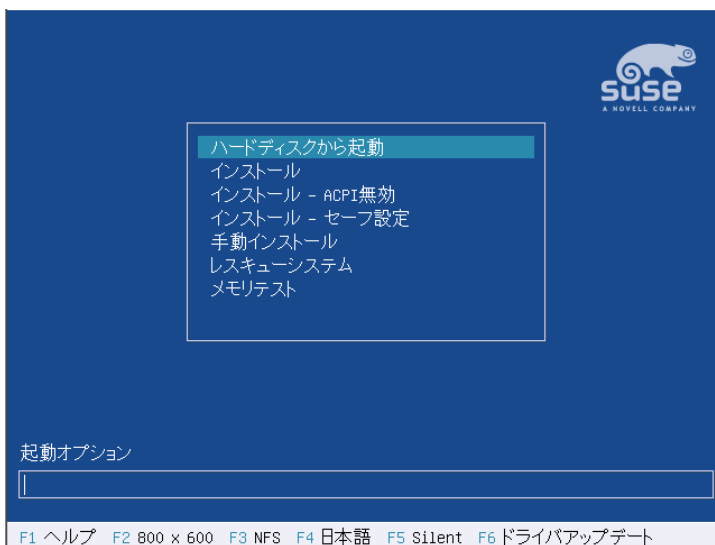 SUSE
A NOVELL COMPANY
ハードディスクから起動
インストール
インストール - ACPI無効
インストール - セーフ設定
手動インストール
レスキューシステム
メモリテスト
起動オプション
F1 ヘルプ F2 800 x 600 F3 NFS F4 日本語 F5 Silent F6 ドライバアップデート